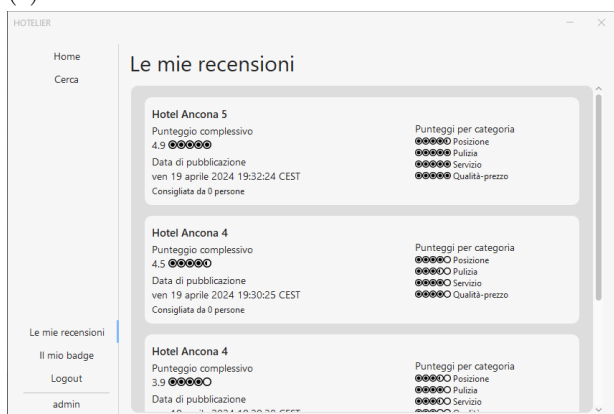 HOTELIER
Home
Cerca
Le mie recensioni
Hotel Ancona 5
Punteggio complessivo
4.9
Data di pubblicazione
ven 19 aprile 2024 19:32:24 CEST
Consigliata da 0 persone
Punteggi per categoria
Posizione
Pulizia
Servizio
Qualità-prezzo
Hotel Ancona 4
Punteggio complessivo
4.5
Data di pubblicazione
ven 19 aprile 2024 19:30:25 CEST
Consigliata da 0 persone
Punteggi per categoria
Posizione
Pulizia
Servizio
Qualità-prezzo
Hotel Ancona 4
Punteggio complessivo
3.9
Data di pubblicazione
Punteggi per categoria
Posizione
Pulizia
Servizio
Le mie recensioni
Il mio badge
Logout
admin